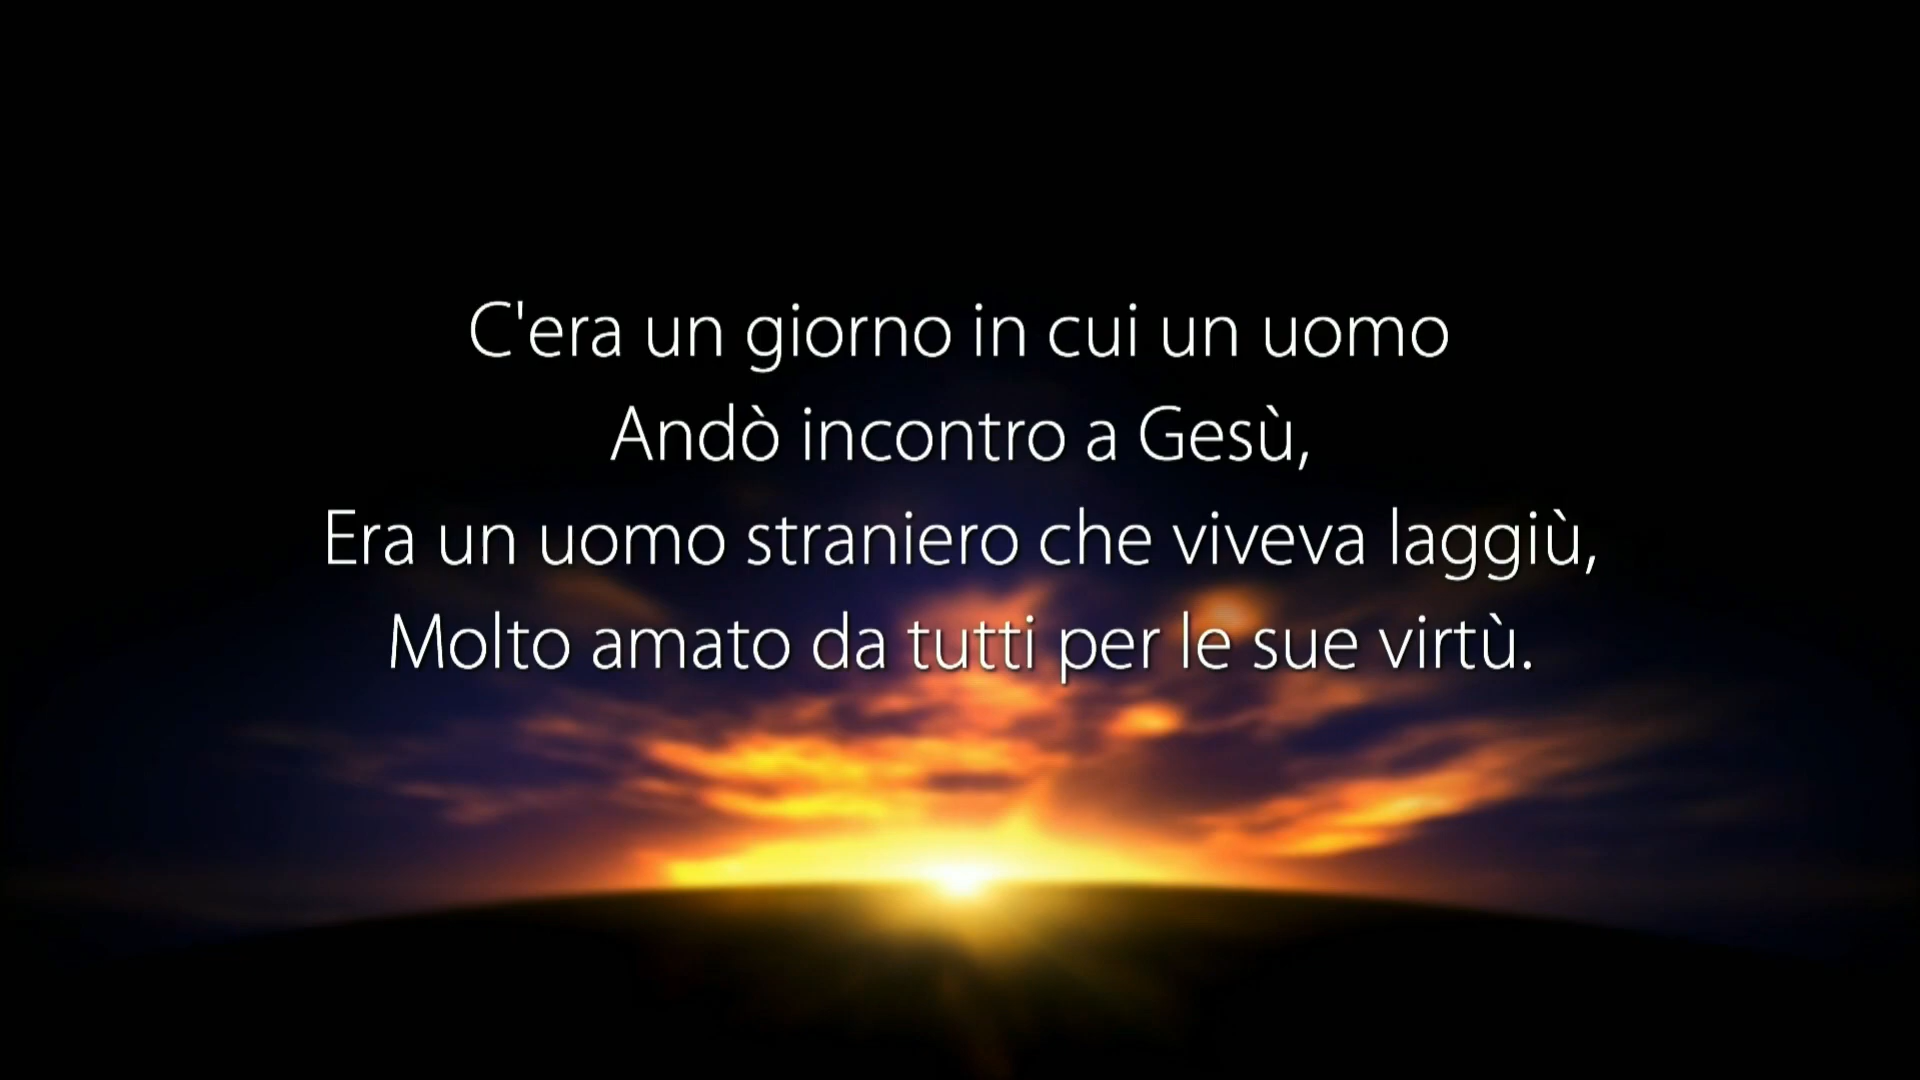 C'era un giorno in cui un uomo
Andò incontro a Gesù,
Era un uomo straniero che viveva laggiù,
Molto amato da tutti per le sue virtù.